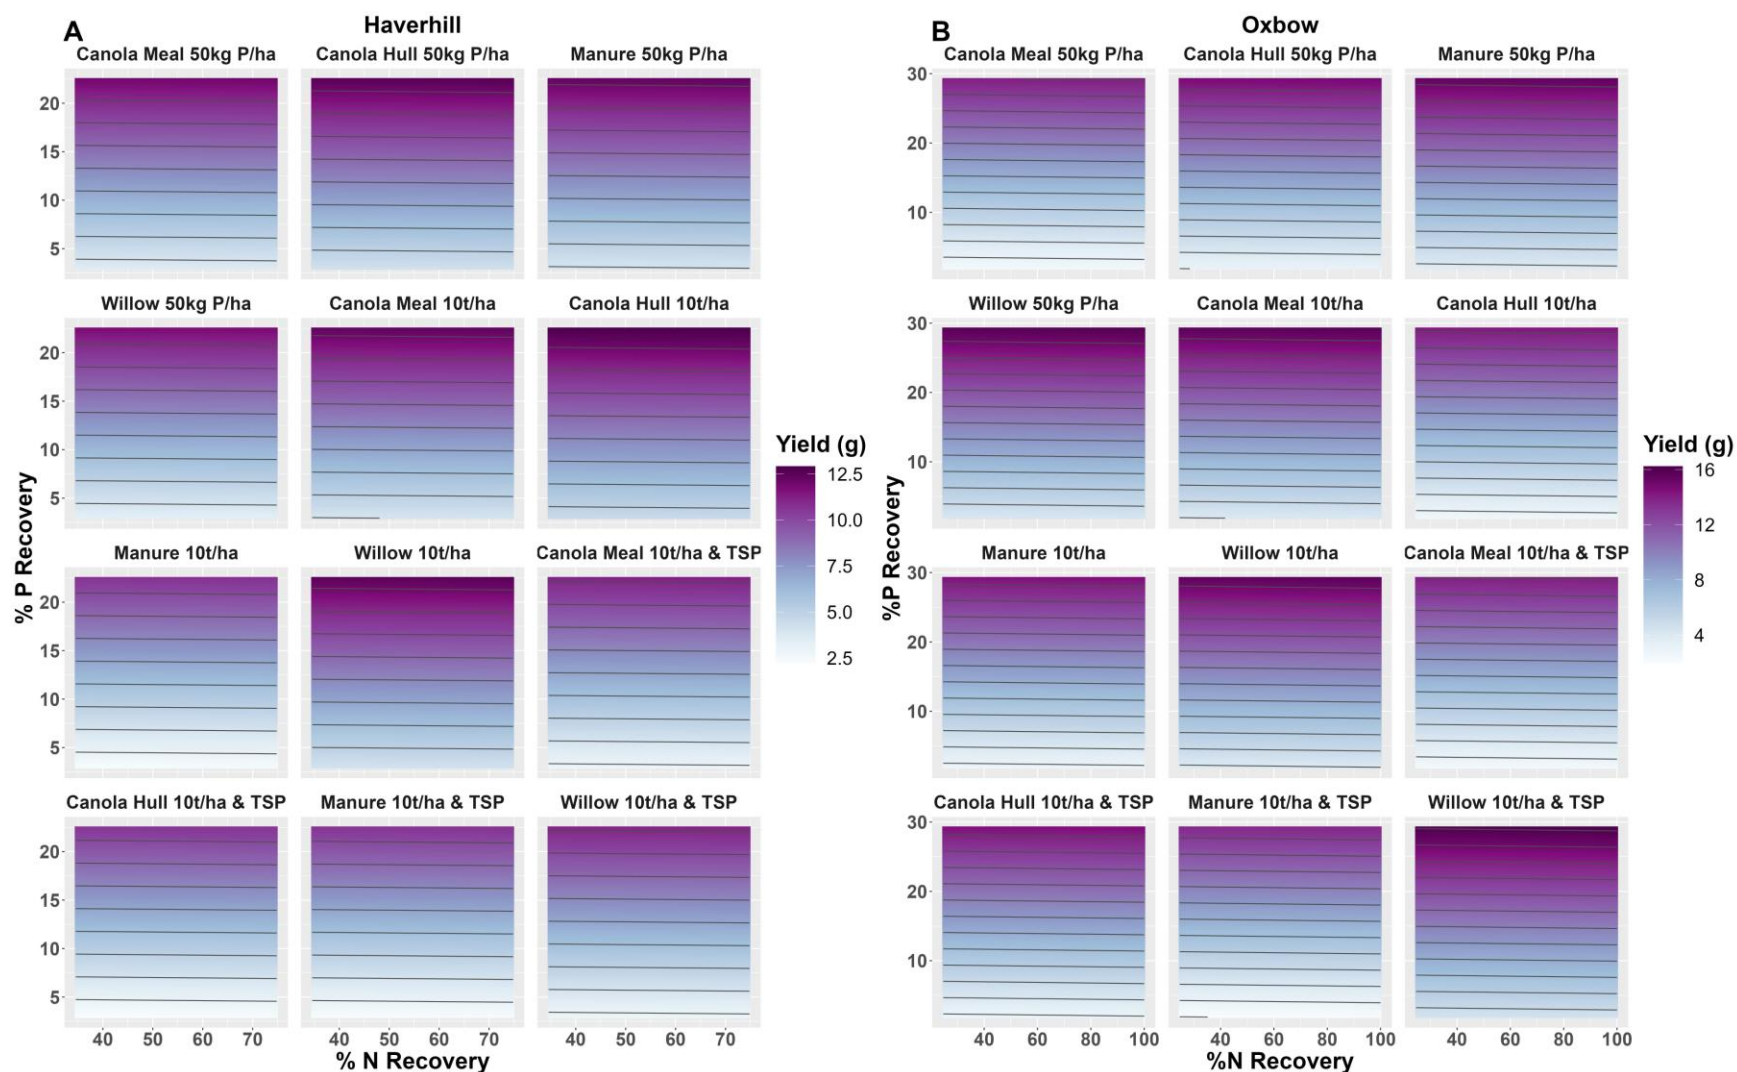 A
Haverhill
Canola Meal 50kg P/ha
Canola Hull 50kg P/ha
Manure 50kg P/ha
20
15
10
5
Willow 50kg P/ha
Canola Meal 10t/ha
Canola Hull 10t/ha
20
15
10
5
Manure 10t/ha
Willow 10t/ha
Canola Meal 10t/ha & TSP
20
15
10
5
Canola Hull 10t/ha & TSP
Manure 10t/ha & TSP
Willow 10t/ha & TSP
20
15
10
5
40 50 60 70
40 50 60 70
40 50 60 70
% P Recovery
% N Recovery
Yield (g)
12.5
10.0
7.5
5.0
2.5
B
Oxbow
Canola Meal 50kg P/ha
Canola Hull 50kg P/ha
Manure 50kg P/ha
30
20
10
Willow 50kg P/ha
Canola Meal 10t/ha
Canola Hull 10t/ha
30
20
10
Manure 10t/ha
Willow 10t/ha
Canola Meal 10t/ha & TSP
30
20
10
Canola Hull 10t/ha & TSP
Manure 10t/ha & TSP
Willow 10t/ha & TSP
30
20
10
40 60 80 100
40 60 80 100
40 60 80 100
%P Recovery
%N Recovery
Yield (g)
16
12
8
4